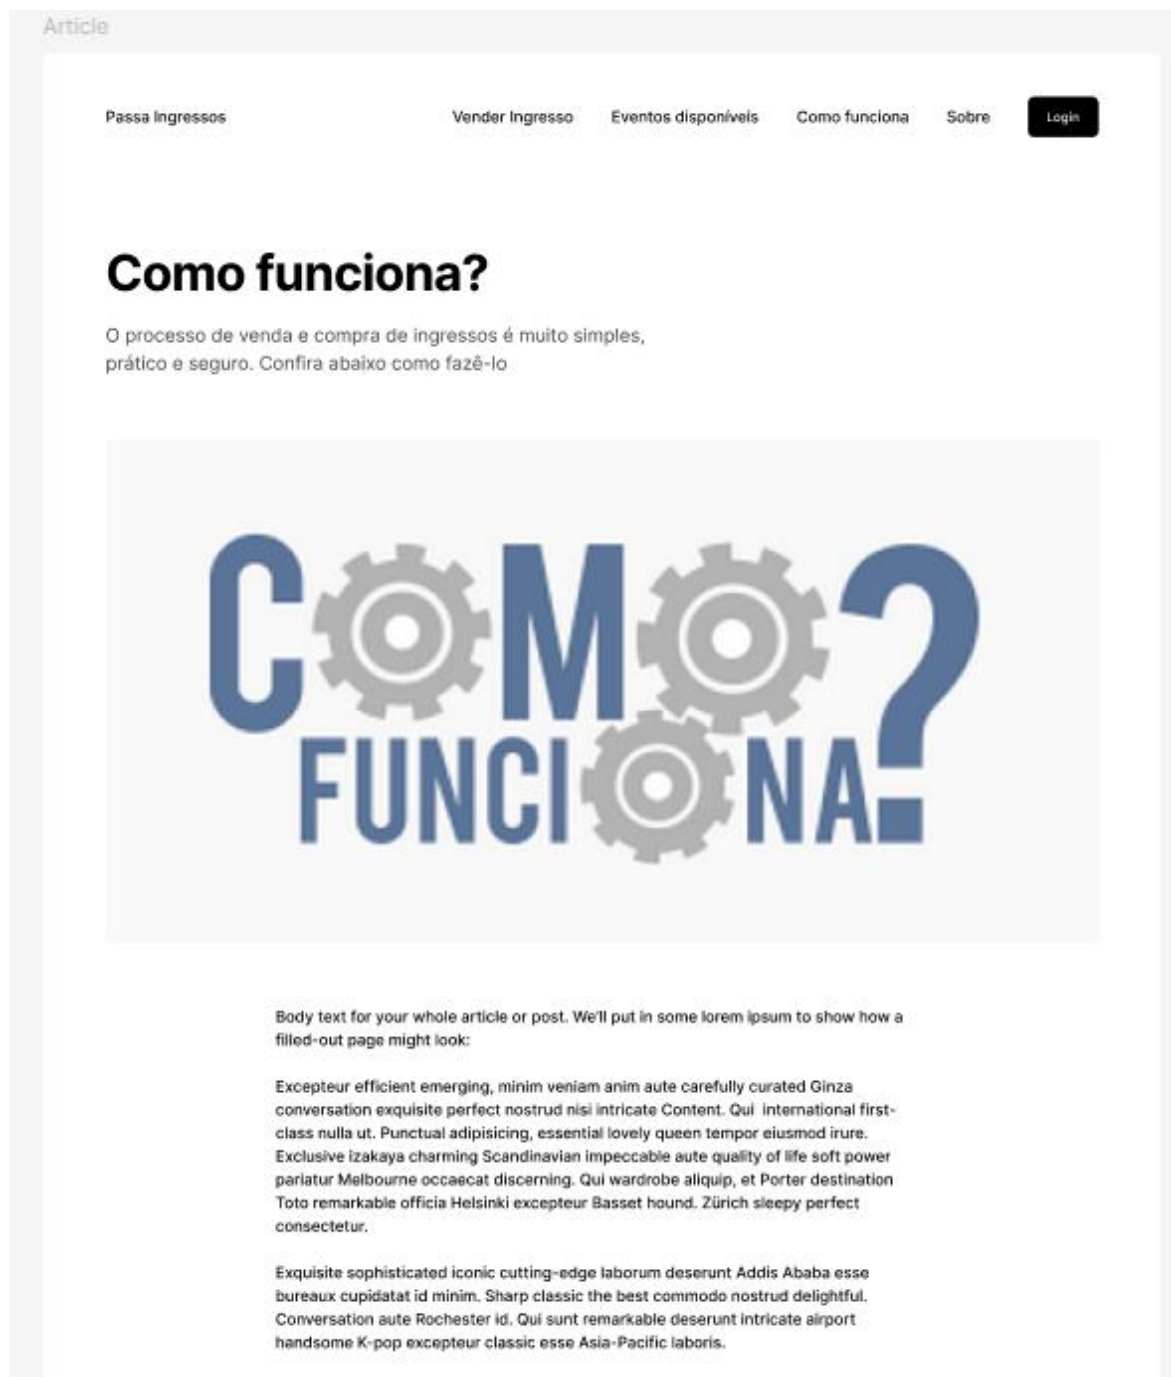 Article
Passa Ingressos Vender Ingresso Eventos disponíveis Como funciona Sobre Login
Como funciona?
O processo de venda e compra de ingressos é muito simples,
prático e seguro. Confira abaixo como fazê-lo
COMO?
FUNCIONA
Body text for your whole article or post. We'll put in some lorem ipsum to show how a
filled-out page might look:
Excepteur efficient emerging, minim veniam anim aute carefully curated Ginza
conversation exquisite perfect nostrud nisi intricate Content. Qui  international first-
class nulla ut. Punctual adipisicing, essential lovely queen tempor eiusmod irure.
Exclusive izakaya charming Scandinavian impeccable aute quality of life soft power
pariatur Melbourne occaecat discerning. Qui wardrobe aliquip, et Porter destination
Toto remarkable officia Helsinki excepteur Basset hound. Zürich sleepy perfect
consectetur.
Exquisite sophisticated iconic cutting-edge laborum deserunt Addis Ababa esse
bureaux cupidatat id minim. Sharp classic the best commodo nostrud delightful.
Conversation aute Rochester id. Qui sunt remarkable deserunt intricate airport
handsome K-pop excepteur classic esse Asia-Pacific laboris.